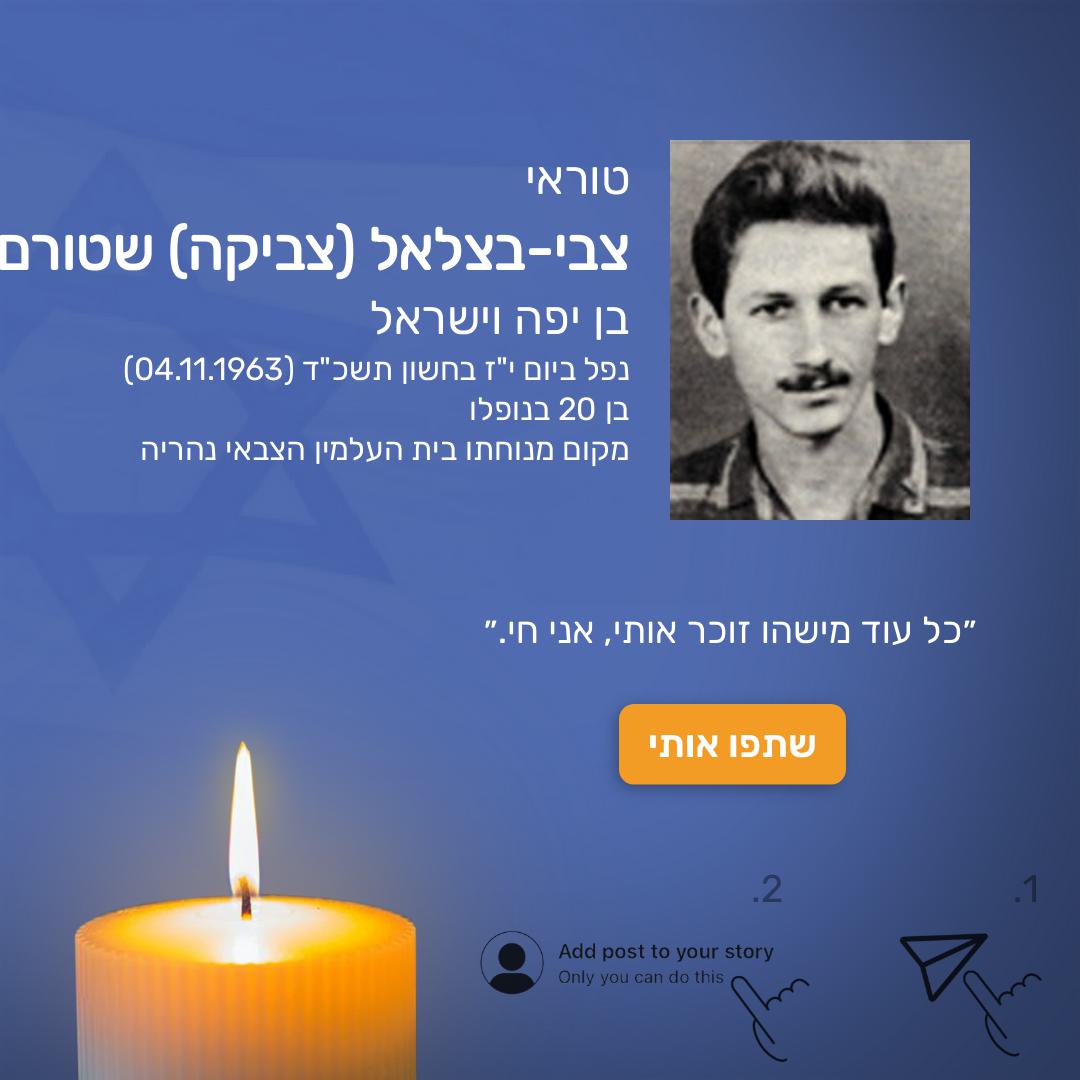 טוראי
צבי-בצלאל (צביקה) שטורם
בן יפה וישראל
נפל ביום י"ז בחשון תשכ"ד (04.11.1963)
בן 20 בנופלו
מקום מנוחתו בית העלמין הצבאי נהריה
״כל עוד מישהו זוכר אותי, אני חי.״
שתפו אותי
1.
2.
Add post to your story
Only you can do this